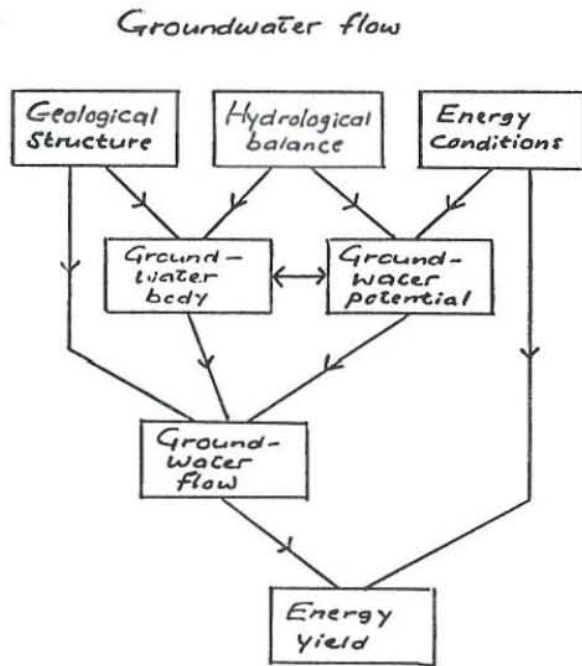 Groundwater flow
Geological
Structure
Hydrological
balance
Energy
Conditions
Ground-
water
body
Ground-
water
potential
Ground-
water
flow
Energy
yield